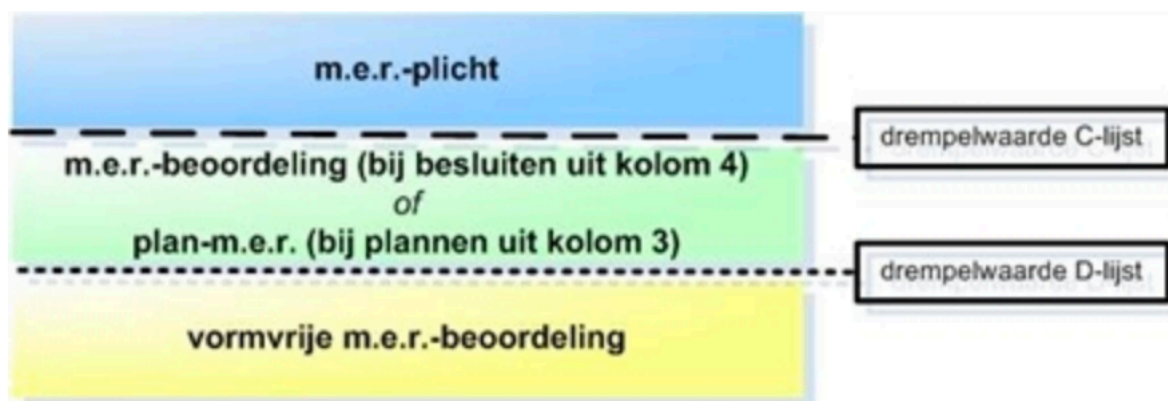 m.e.r.-plicht
drempelwaarde C-lijst
m.e.r.-beoordeling (bij besluiten uit kolom 4)
of
plan-m.e.r. (bij plannen uit kolom 3)
drempelwaarde D-lijst
vormvrije m.e.r.-beoordeling